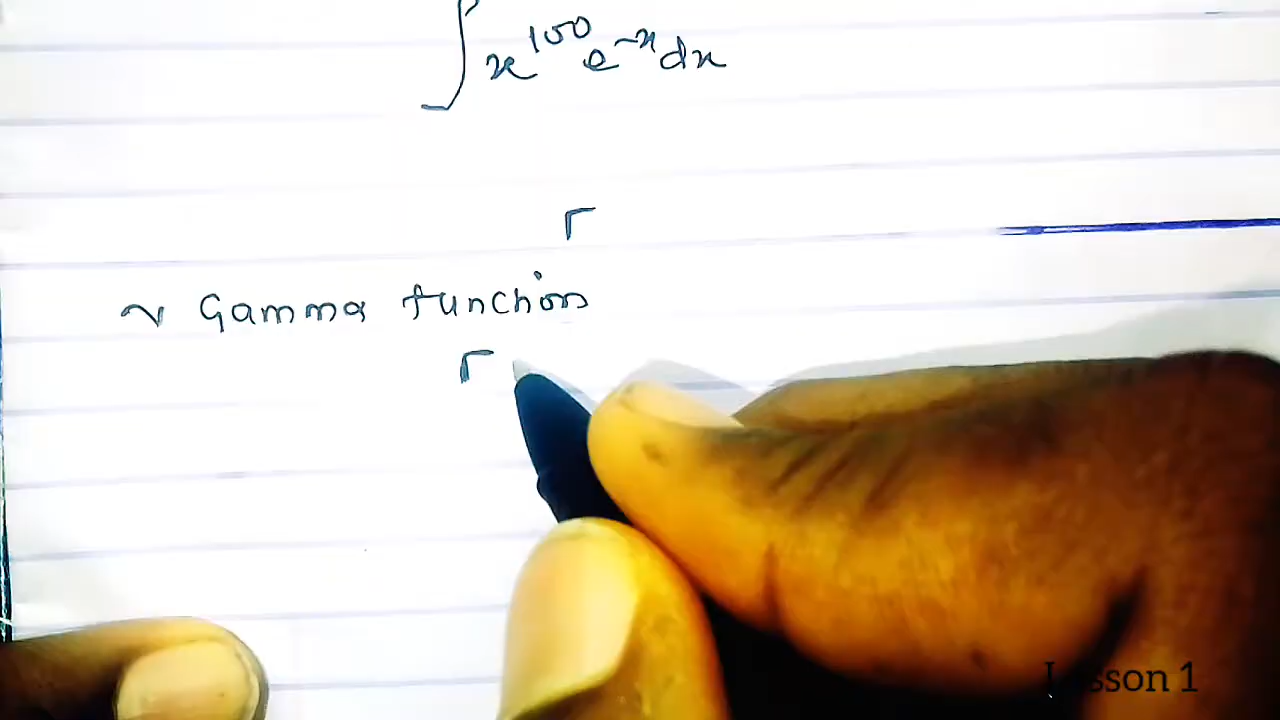 ∫ x^100 e^-x dx
Γ
~ Gamma function
Γ
Lesson 1